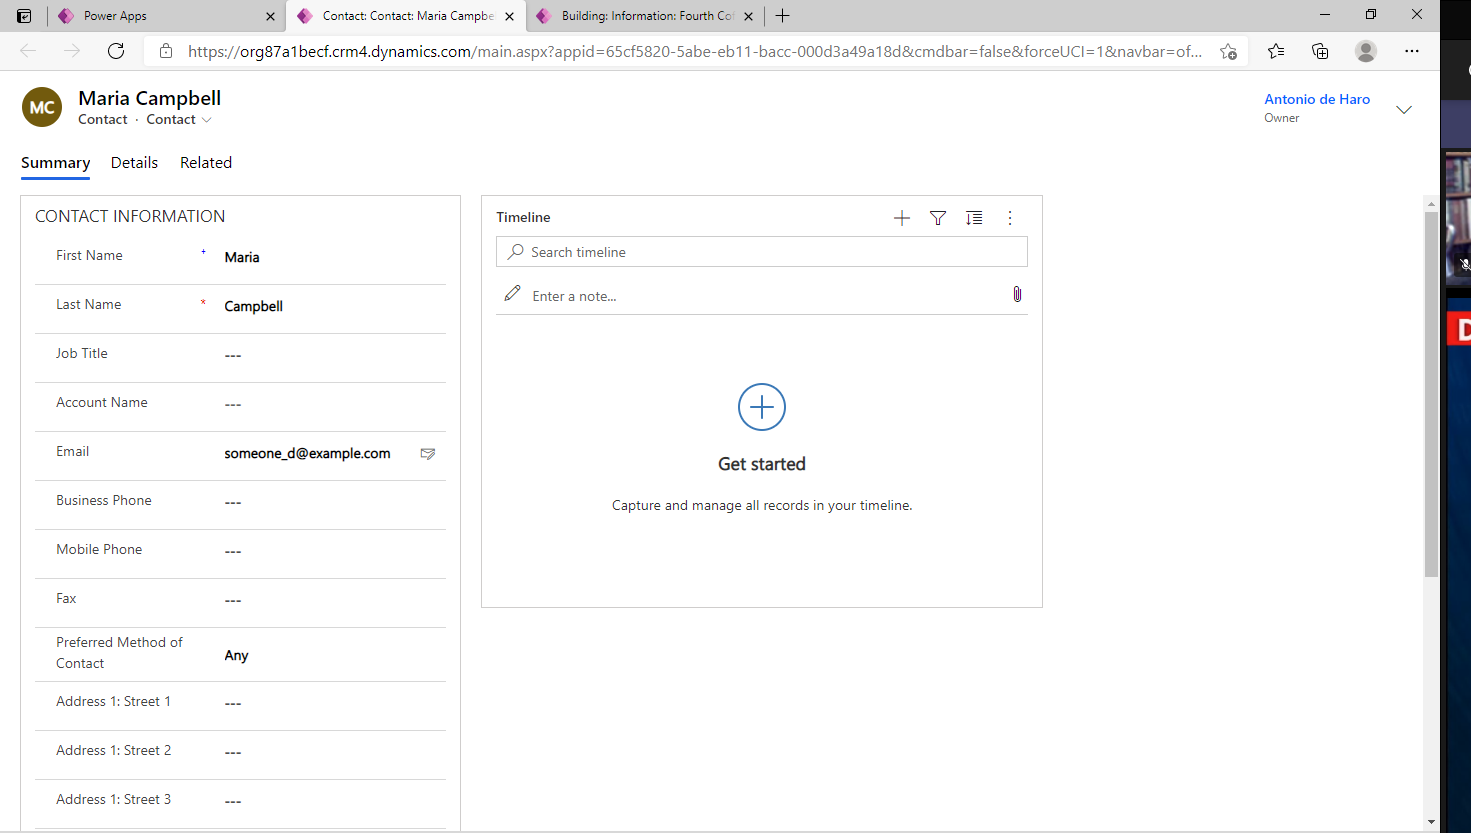 Power Apps
Contact: Contact: Maria Campbe
Building: Information: Fourth Cof
https://org87a1becf.crm4.dynamics.com/main.aspx?appid=65cf5820-5abe-eb11-bacc-000d3a49a18d&cmdbar=false&forceUCI=1&navbar=of...
MC
Maria Campbell
Contact · Contact
Antonio de Haro
Owner
Summary Details Related
CONTACT INFORMATION
First Name + Maria
Last Name * Campbell
Job Title ---
Account Name ---
Email someone_d@example.com
Business Phone ---
Mobile Phone ---
Fax ---
Preferred Method of
Contact
Any
Address 1: Street 1 ---
Address 1: Street 2 ---
Address 1: Street 3 ---
Timeline
Search timeline
Enter a note...
Get started
Capture and manage all records in your timeline.
D